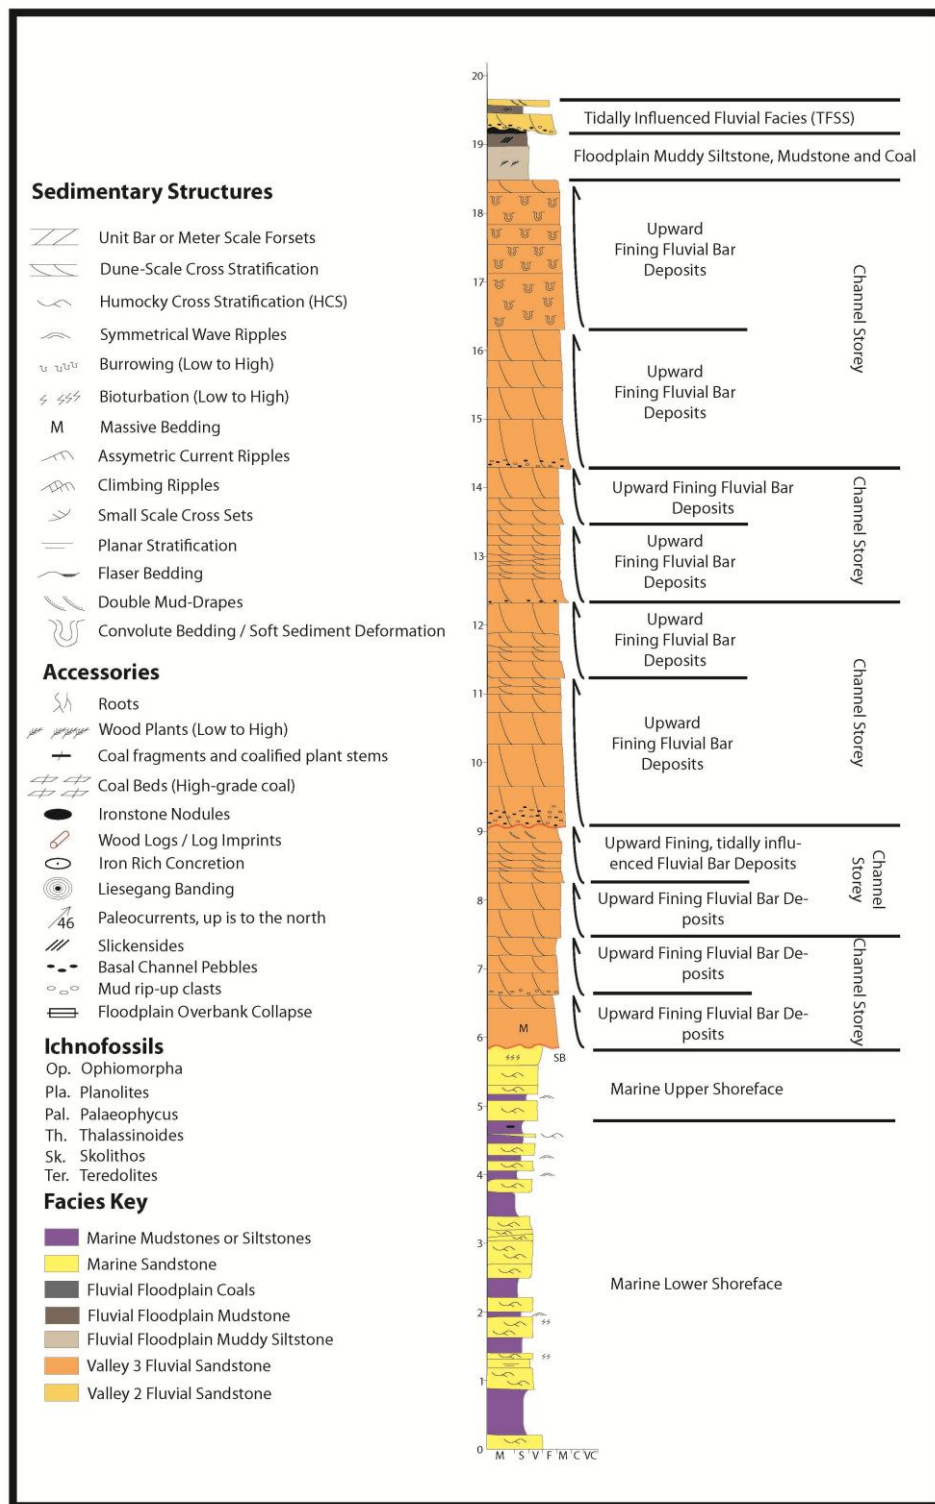 Sedimentary Structures
Unit Bar or Meter Scale Forsets
Dune-Scale Cross Stratification
Humocky Cross Stratification (HCS)
Symmetrical Wave Ripples
Burrowing (Low to High)
Bioturbation (Low to High)
M Massive Bedding
Assymetric Current Ripples
Climbing Ripples
Small Scale Cross Sets
Planar Stratification
Flaser Bedding
Double Mud-Drapes
Convolute Bedding / Soft Sediment Deformation
Accessories
Roots
Wood Plants (Low to High)
Coal fragments and coalified plant stems
Coal Beds (High-grade coal)
Ironstone Nodules
Wood Logs / Log Imprints
Iron Rich Concretion
Liesegang Banding
46 Paleocurrents, up is to the north
Slickensides
Basal Channel Pebbles
Mud rip-up clasts
Floodplain Overbank Collapse
Ichnofossils
Op. Ophiomorpha
Pla. Planolites
Pal. Palaeophycus
Th. Thalassinoides
Sk. Skolithos
Ter. Teredolites
Facies Key
Marine Mudstones or Siltstones
Marine Sandstone
Fluvial Floodplain Coals
Fluvial Floodplain Mudstone
Fluvial Floodplain Muddy Siltstone
Valley 3 Fluvial Sandstone
Valley 2 Fluvial Sandstone
20
19
18
17
16
15
14
13
12
11
10
9
8
7
6
5
4
3
2
1
0
M S V F M C VC
M
SB
Tidally Influenced Fluvial Facies (TFSS)
Floodplain Muddy Siltstone, Mudstone and Coal
Upward
Fining Fluvial Bar
Deposits
Upward
Fining Fluvial Bar
Deposits
Channel Storey
Upward Fining Fluvial Bar
Deposits
Upward
Fining Fluvial Bar
Deposits
Channel Storey
Upward
Fining Fluvial Bar
Deposits
Upward
Fining Fluvial Bar
Deposits
Channel Storey
Upward Fining, tidally influ-
enced Fluvial Bar Deposits
Upward Fining Fluvial Bar De-
posits
Channel
Storey
Upward Fining Fluvial Bar De-
posits
Upward Fining Fluvial Bar De-
posits
Channel Storey
Marine Upper Shoreface
Marine Lower Shoreface